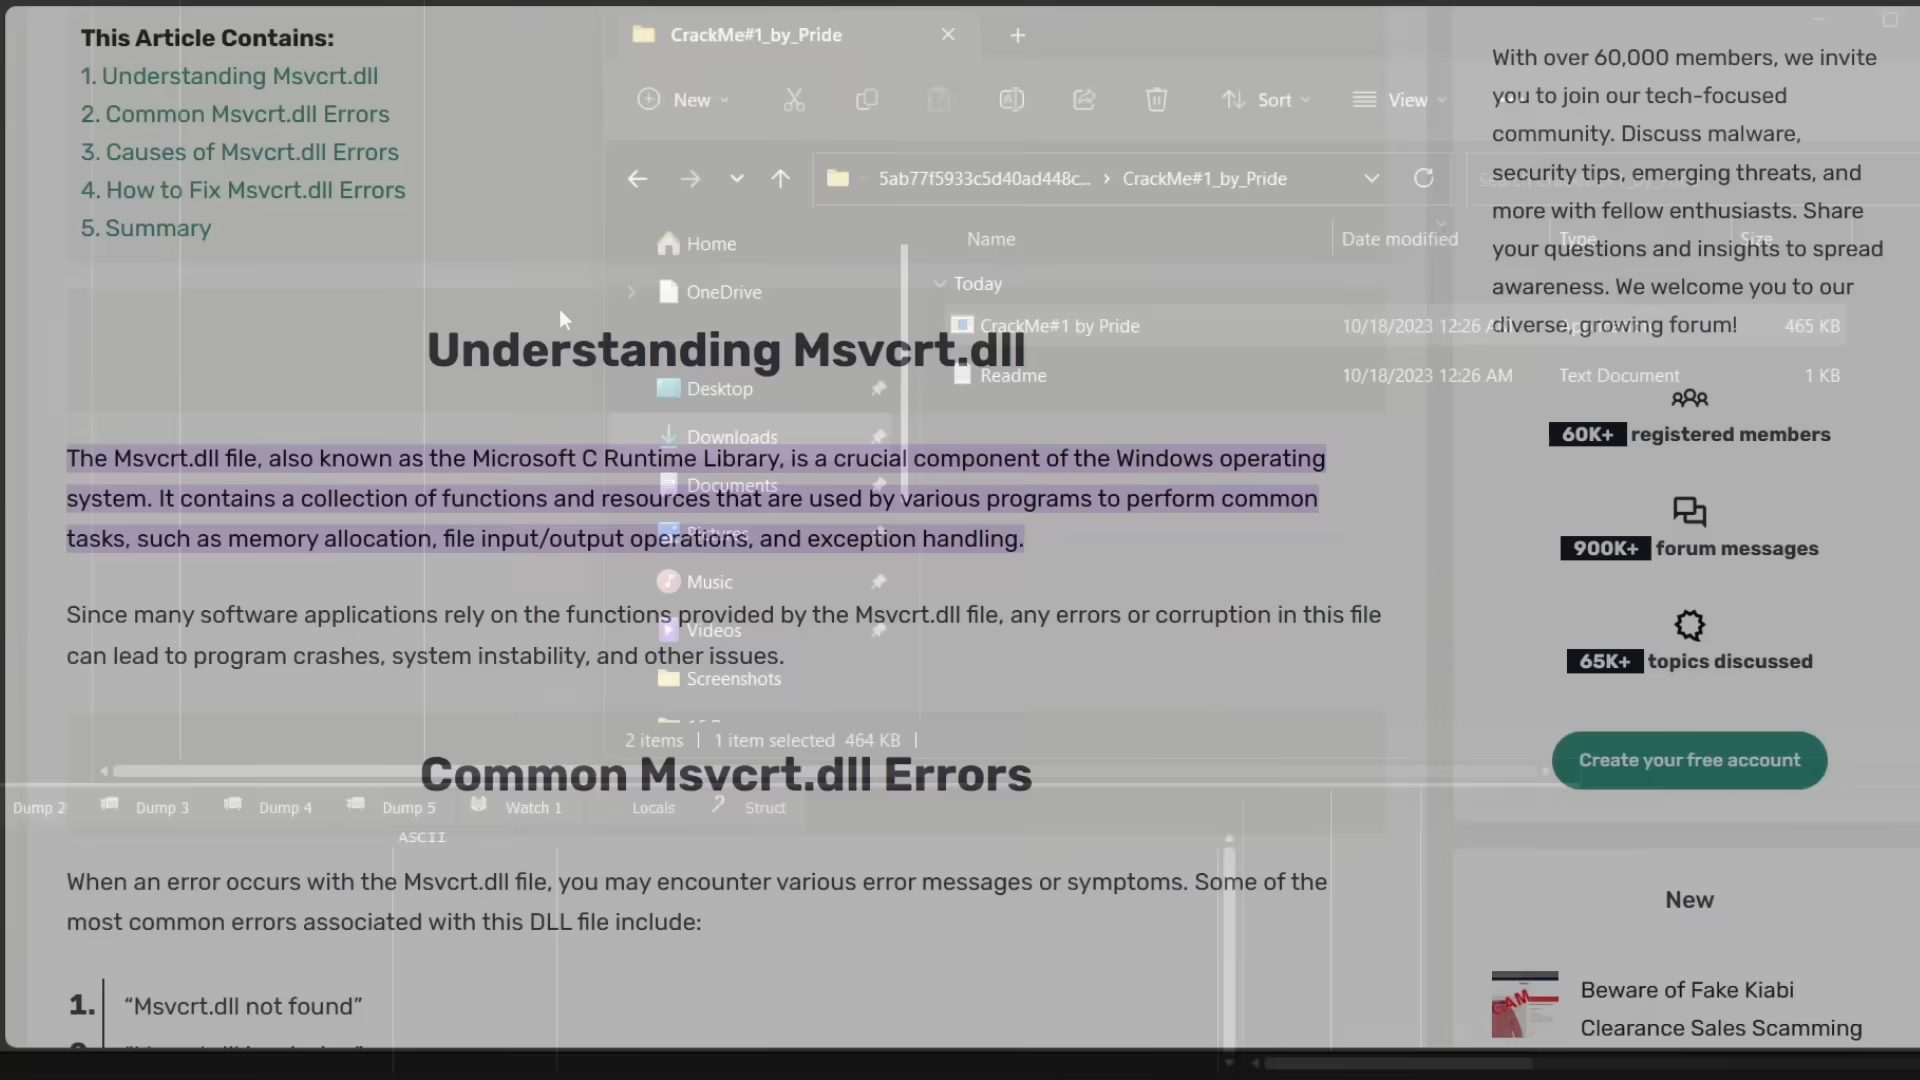 This Article Contains:
1. Understanding Msvcrt.dll
2. Common Msvcrt.dll Errors
3. Causes of Msvcrt.dll Errors
4. How to Fix Msvcrt.dll Errors
5. Summary
Understanding Msvcrt.dll
The Msvcrt.dll file, also known as the Microsoft C Runtime Library, is a crucial component of the Windows operating
system. It contains a collection of functions and resources that are used by various programs to perform common
tasks, such as memory allocation, file input/output operations, and exception handling.
Since many software applications rely on the functions provided by the Msvcrt.dll file, any errors or corruption in this file
can lead to program crashes, system instability, and other issues.
Common Msvcrt.dll Errors
When an error occurs with the Msvcrt.dll file, you may encounter various error messages or symptoms. Some of the
most common errors associated with this DLL file include:
1. “Msvcrt.dll not found”
CrackMe#1_by_Pride
New
Sort
View
5ab77f5933c5d40ad448c... > CrackMe#1_by_Pride
Home
OneDrive
Desktop
Downloads
Documents
Pictures
Music
Videos
Screenshots
Name Date modified Type Size
Today
CrackMe#1 by Pride 10/18/2023 12:26 465 KB
Readme 10/18/2023 12:26 AM Text Document 1 KB
2 items | 1 item selected 464 KB |
Dump 2 Dump 3 Dump 4 Dump 5 Watch 1 Locals Struct
ASCII
With over 60,000 members, we invite
you to join our tech-focused
community. Discuss malware,
security tips, emerging threats, and
more with fellow enthusiasts. Share
your questions and insights to spread
awareness. We welcome you to our
diverse, growing forum!
60K+ registered members
900K+ forum messages
65K+ topics discussed
Create your free account
New
Beware of Fake Kiabi
Clearance Sales Scamming